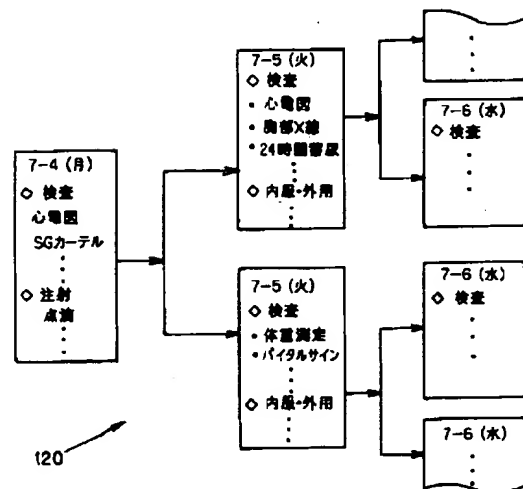 7-4 (月)
◇ 検査
心電図
SGカーテル
◇ 注射
点滴
7-5 (火)
◇ 検査
・ 心電図
・ 胸部X線
・ 24時間蓄尿
◇ 内服・外用
7-5 (火)
◇ 検査
・ 体重測定
・ バイタルサイン
◇ 内服・外用
7-6 (水)
◇ 検査
7-6 (水)
◇ 検査
7-6 (水)
120